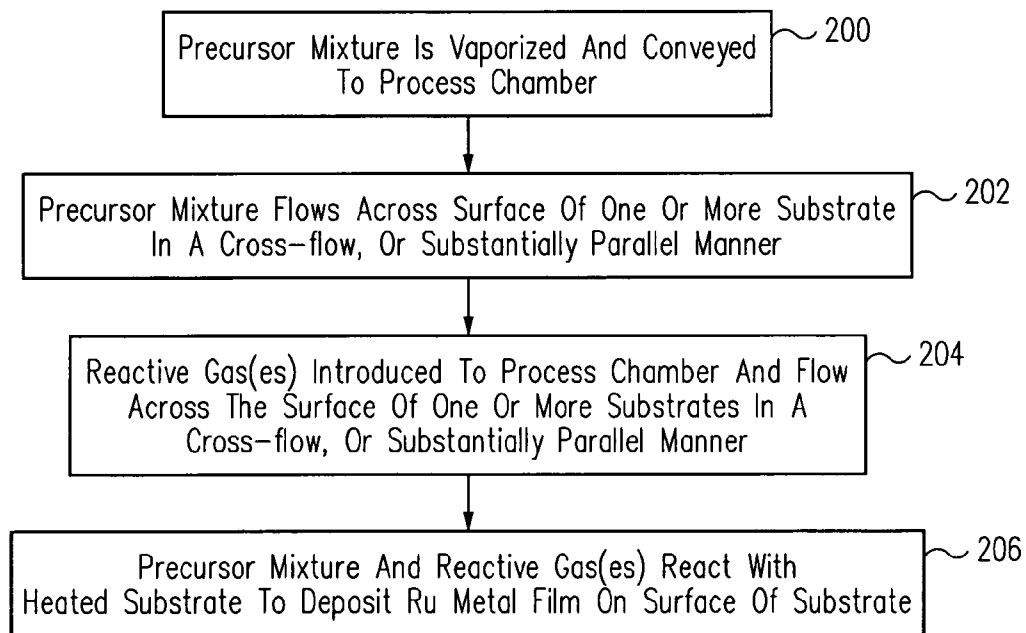 Precursor Mixture Is Vaporized And Conveyed
To Process Chamber
200
Precursor Mixture Flows Across Surface Of One Or More Substrate
In A Cross-flow, Or Substantially Parallel Manner
202
Reactive Gas(es) Introduced To Process Chamber And Flow
Across The Surface Of One Or More Substrates In A
Cross-flow, Or Substantially Parallel Manner
204
Precursor Mixture And Reactive Gas(es) React With
Heated Substrate To Deposit Ru Metal Film On Surface Of Substrate
206